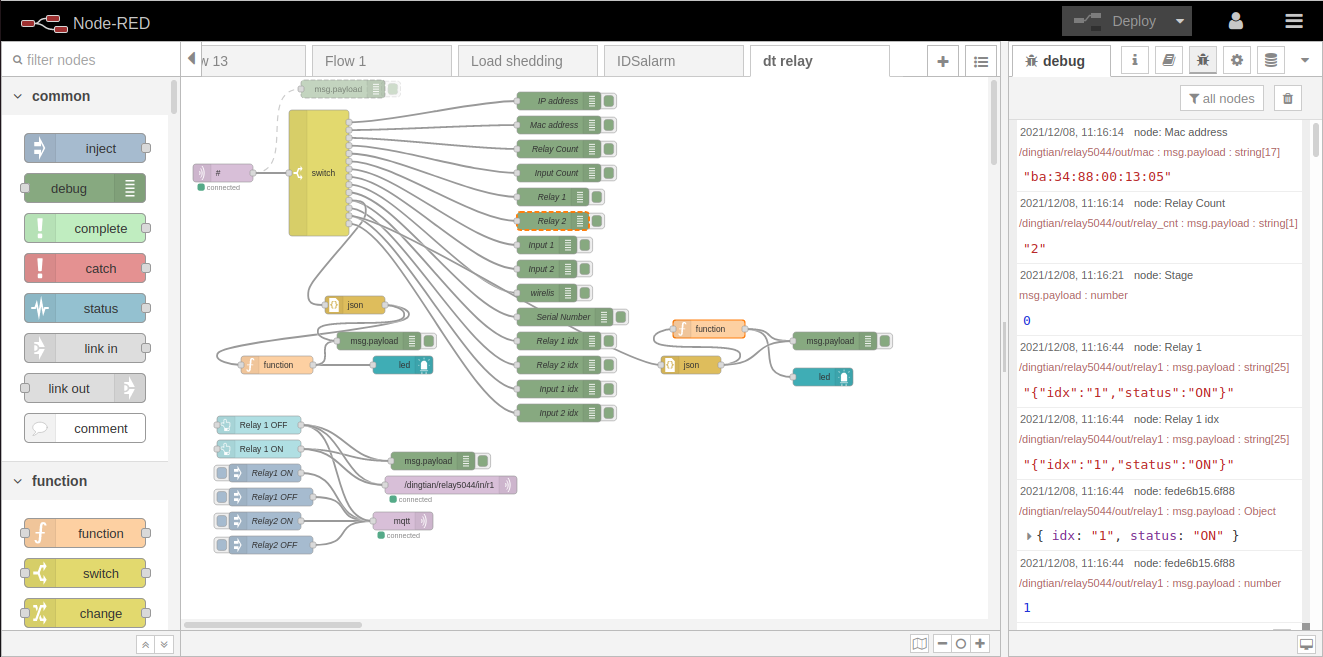 Node-RED
Deploy
filter nodes
w 13
Flow 1
Load shedding
IDSalarm
dt relay
debug
all nodes
common
inject
debug
complete
catch
status
link in
link out
comment
function
function
switch
change
msg.payload
#
connected
switch
IP address
Mac address
Relay Count
Input Count
Relay 1
Relay 2
Input 1
Input 2
wirelis
Serial Number
Relay 1 idx
Relay 2 idx
Input 1 idx
Input 2 idx
json
msg.payload
function
led
function
msg.payload
json
led
Relay 1 OFF
Relay 1 ON
Relay1 ON
Relay1 OFF
Relay2 ON
Relay2 OFF
msg.payload
/dingtian/relay5044/in/r1
connected
mqtt
connected
2021/12/08, 11:16:14 node: Mac address
/dingtian/relay5044/out/mac : msg.payload : string[17]
"ba:34:88:00:13:05"
2021/12/08, 11:16:14 node: Relay Count
/dingtian/relay5044/out/relay_cnt : msg.payload : string[1]
"2"
2021/12/08, 11:16:21 node: Stage
msg.payload : number
0
2021/12/08, 11:16:44 node: Relay 1
/dingtian/relay5044/out/relay1 : msg.payload : string[25]
"{"idx":"1","status":"ON"}"
2021/12/08, 11:16:44 node: Relay 1 idx
/dingtian/relay5044/out/relay1 : msg.payload : string[25]
"{"idx":"1","status":"ON"}"
2021/12/08, 11:16:44 node: fede6b15.6f88
/dingtian/relay5044/out/relay1 : msg.payload : Object
{ idx: "1", status: "ON" }
2021/12/08, 11:16:44 node: fede6b15.6f88
/dingtian/relay5044/out/relay1 : msg.payload : number
1